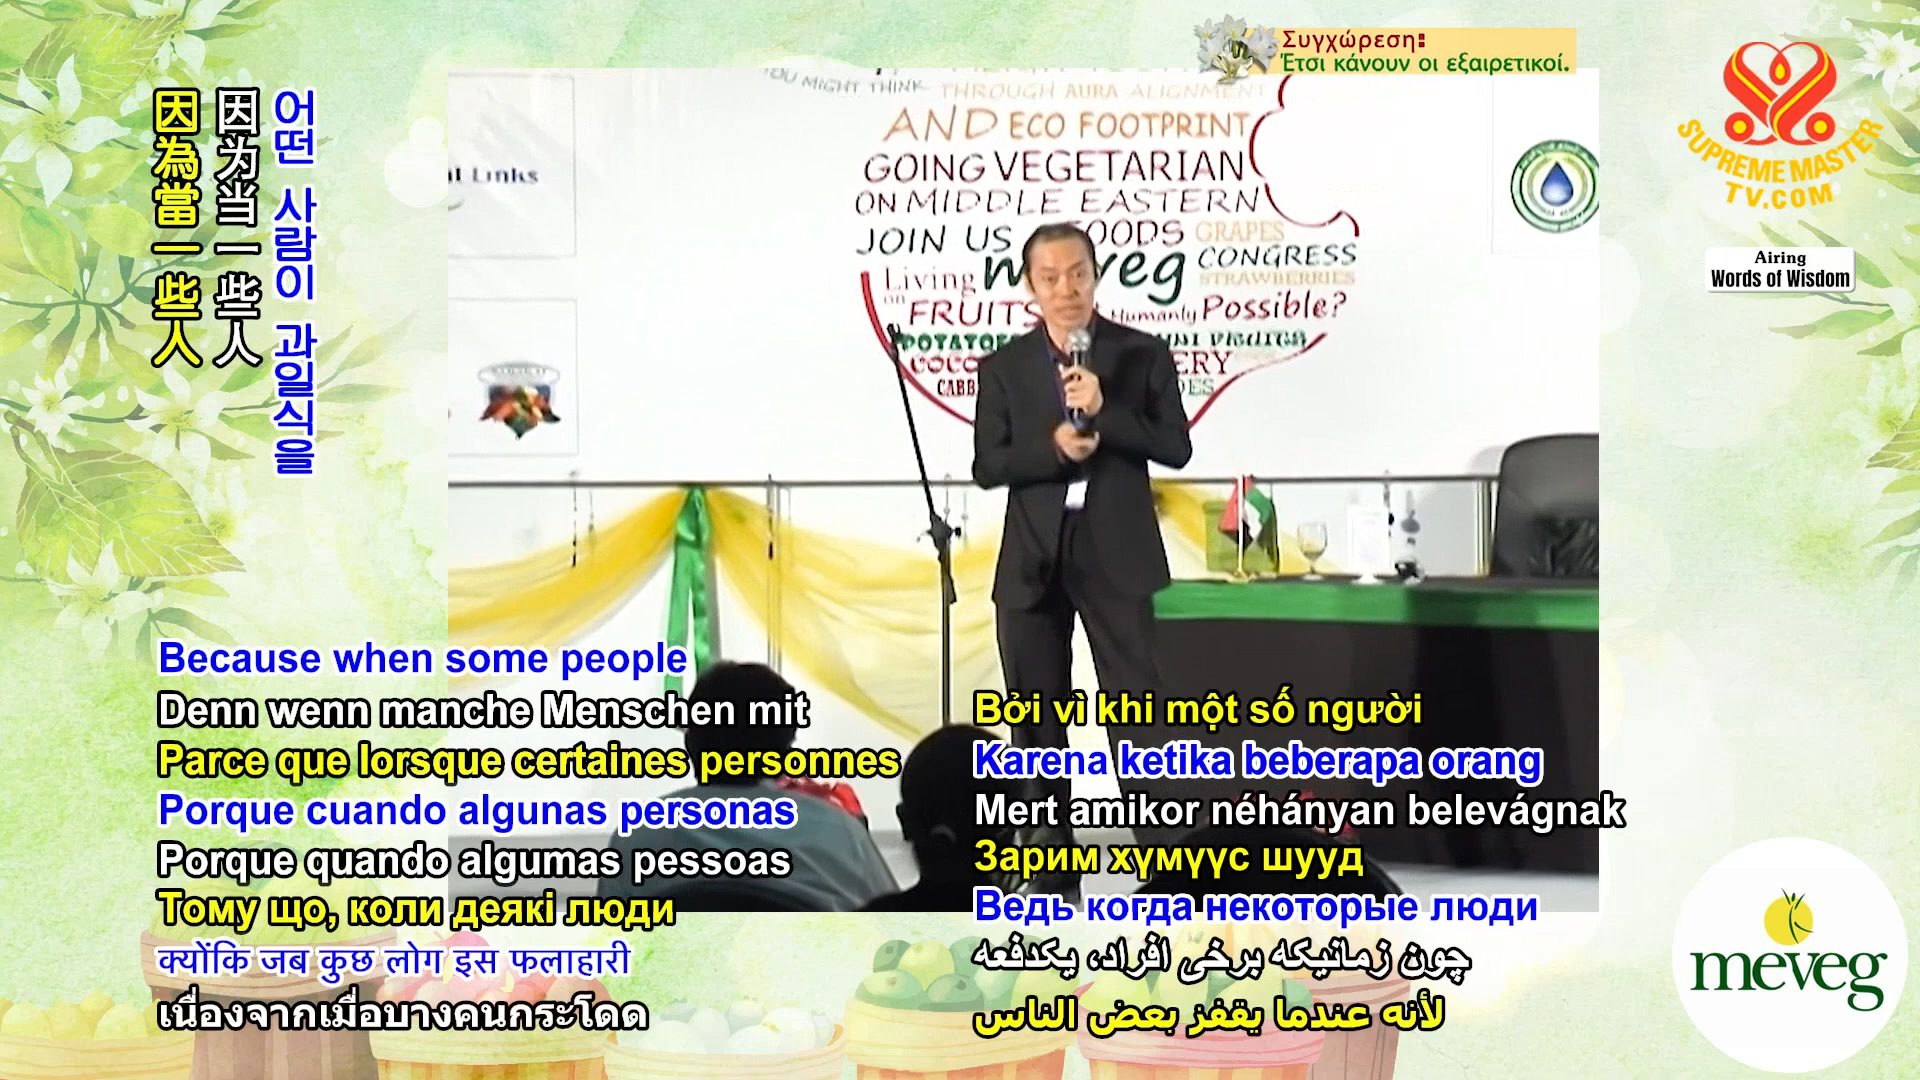 Συγχώρεση:
Έτσι κάνουν οι εξαιρετικοί.
SUPREME MASTER
TV.COM
Airing
Words of Wisdom
어떤 사람이 과일식을
因为当一些人
因為當一些人
Links
YOU MIGHT THINK
THROUGH AURA ALIGNMENT
AND ECO FOOTPRINT
GOING VEGETARIAN
ON MIDDLE EASTERN
JOIN US FOODS GRAPES
Living meveg CONGRESS
STRAWBERRIES
on FRUITS Humanly Possible?
Because when some people
Denn wenn manche Menschen mit
Parce que lorsque certaines personnes
Porque cuando algunas personas
Porque quando algumas pessoas
Тому що, коли деякі люди
क्योंकि जब कुछ लोग इस फलाहारी
เนื่องจากเมื่อบางคนกระโดด
Bởi vì khi một số người
Karena ketika beberapa orang
Mert amikor néhányan belevágnak
Зарим хүмүүс шууд
Ведь когда некоторые люди
چون زمانیکه برخی افراد، یکدفعه
لأنه عندما يقفز بعض الناس
meveg